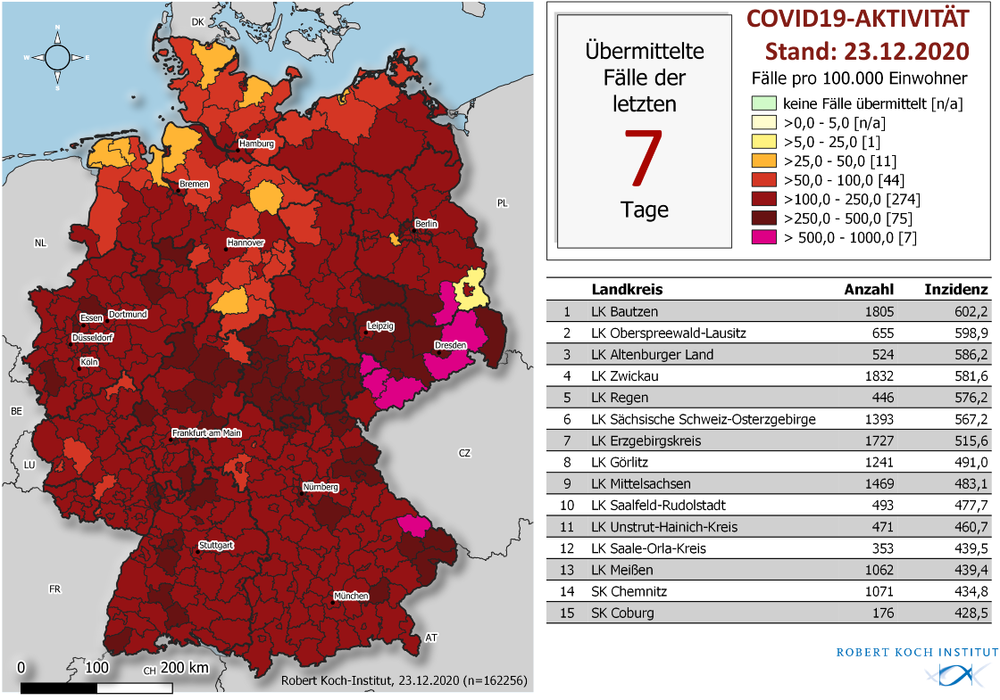 DK
N
W
E
S
Hamburg
Bremen
PL
Berlin
NL
Hannover
Essen
Dortmund
Düsseldorf
Köln
Leipzig
Dresden
BE
Frankfurt am Main
LU
CZ
Nürnberg
Stuttgart
FR
München
AT
CH
0 100 200 km
Robert Koch-Institut, 23.12.2020 (n=162256)
Übermittelte
Fälle der
letzten
7
Tage
COVID19-AKTIVITÄT
Stand: 23.12.2020
Fälle pro 100.000 Einwohner
keine Fälle übermittelt [n/a]
>0,0 - 5,0 [n/a]
>5,0 - 25,0 [1]
>25,0 - 50,0 [11]
>50,0 - 100,0 [44]
>100,0 - 250,0 [274]
>250,0 - 500,0 [75]
> 500,0 - 1000,0 [7]
Landkreis Anzahl Inzidenz
1 LK Bautzen 1805 602,2
2 LK Oberspreewald-Lausitz 655 598,9
3 LK Altenburger Land 524 586,2
4 LK Zwickau 1832 581,6
5 LK Regen 446 576,2
6 LK Sächsische Schweiz-Osterzgebirge 1393 567,2
7 LK Erzgebirgskreis 1727 515,6
8 LK Görlitz 1241 491,0
9 LK Mittelsachsen 1469 483,1
10 LK Saalfeld-Rudolstadt 493 477,7
11 LK Unstrut-Hainich-Kreis 471 460,7
12 LK Saale-Orla-Kreis 353 439,5
13 LK Meißen 1062 439,4
14 SK Chemnitz 1071 434,8
15 SK Coburg 176 428,5
ROBERT KOCH INSTITUT